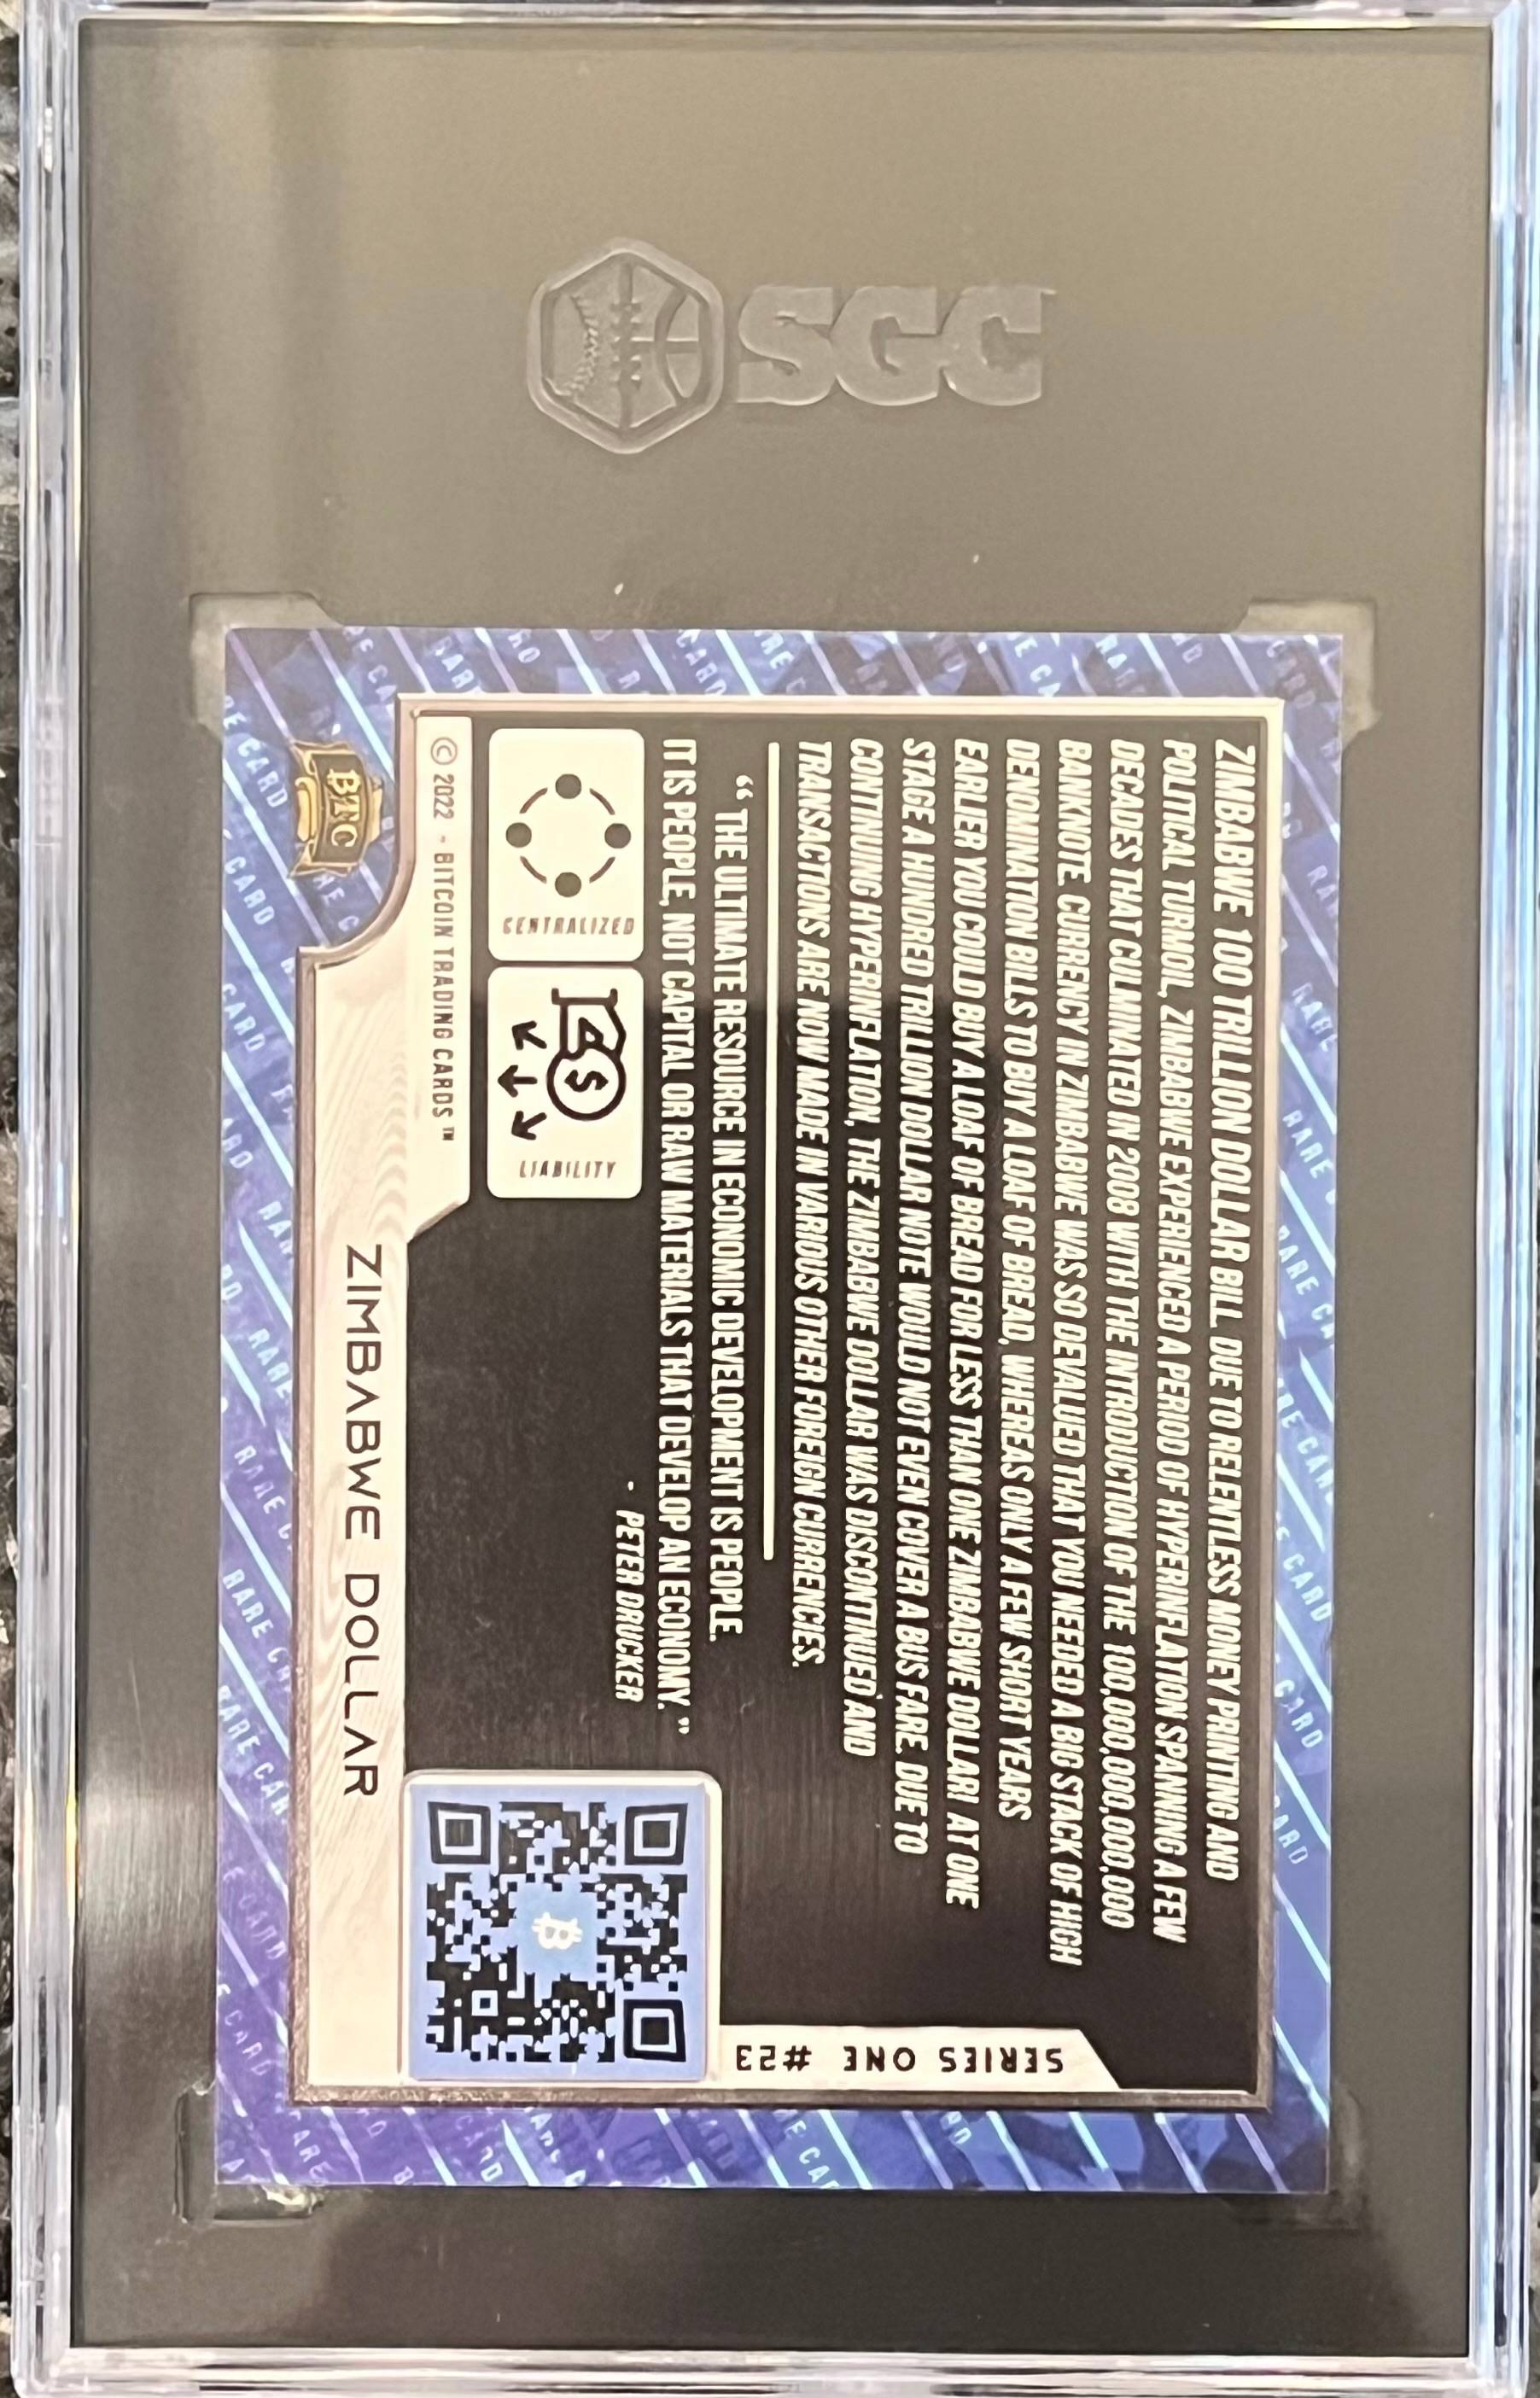 SGC
ZIMBABWE 100 TRILLION DOLLAR BILL. DUE TO RELENTLESS MONEY PRINTING AND
POLITICAL TURMOIL, ZIMBABWE EXPERIENCED A PERIOD OF HYPERINFLATION SPANNING A FEW
DECADES THAT CULMINATED IN 2008 WITH THE INTRODUCTION OF THE 100,000,000,000,000
BANKNOTE. CURRENCY IN ZIMBABWE WAS SO DEVALUED THAT YOU NEEDED A BIG STACK OF HIGH
DENOMINATION BILLS TO BUY A LOAF OF BREAD, WHEREAS ONLY A FEW SHORT YEARS
EARLIER YOU COULD BUY A LOAF OF BREAD FOR LESS THAN ONE ZIMBABWE DOLLAR! AT ONE
STAGE A HUNDRED TRILLION DOLLAR NOTE WOULD NOT EVEN COVER A BUS FARE. DUE TO
CONTINUING HYPERINFLATION, THE ZIMBABWE DOLLAR WAS DISCONTINUED AND
TRANSACTIONS ARE NOW MADE IN VARIOUS OTHER FOREIGN CURRENCIES.
“THE ULTIMATE RESOURCE IN ECONOMIC DEVELOPMENT IS PEOPLE.
IT IS PEOPLE, NOT CAPITAL OR RAW MATERIALS THAT DEVELOP AN ECONOMY.”
- PETER DRUCKER
CENTRALIZED
LIABILITY
SERIES ONE #23
© 2022 - BITCOIN TRADING CARDS™
BTC
ZIMBABWE DOLLAR
RARE CARD